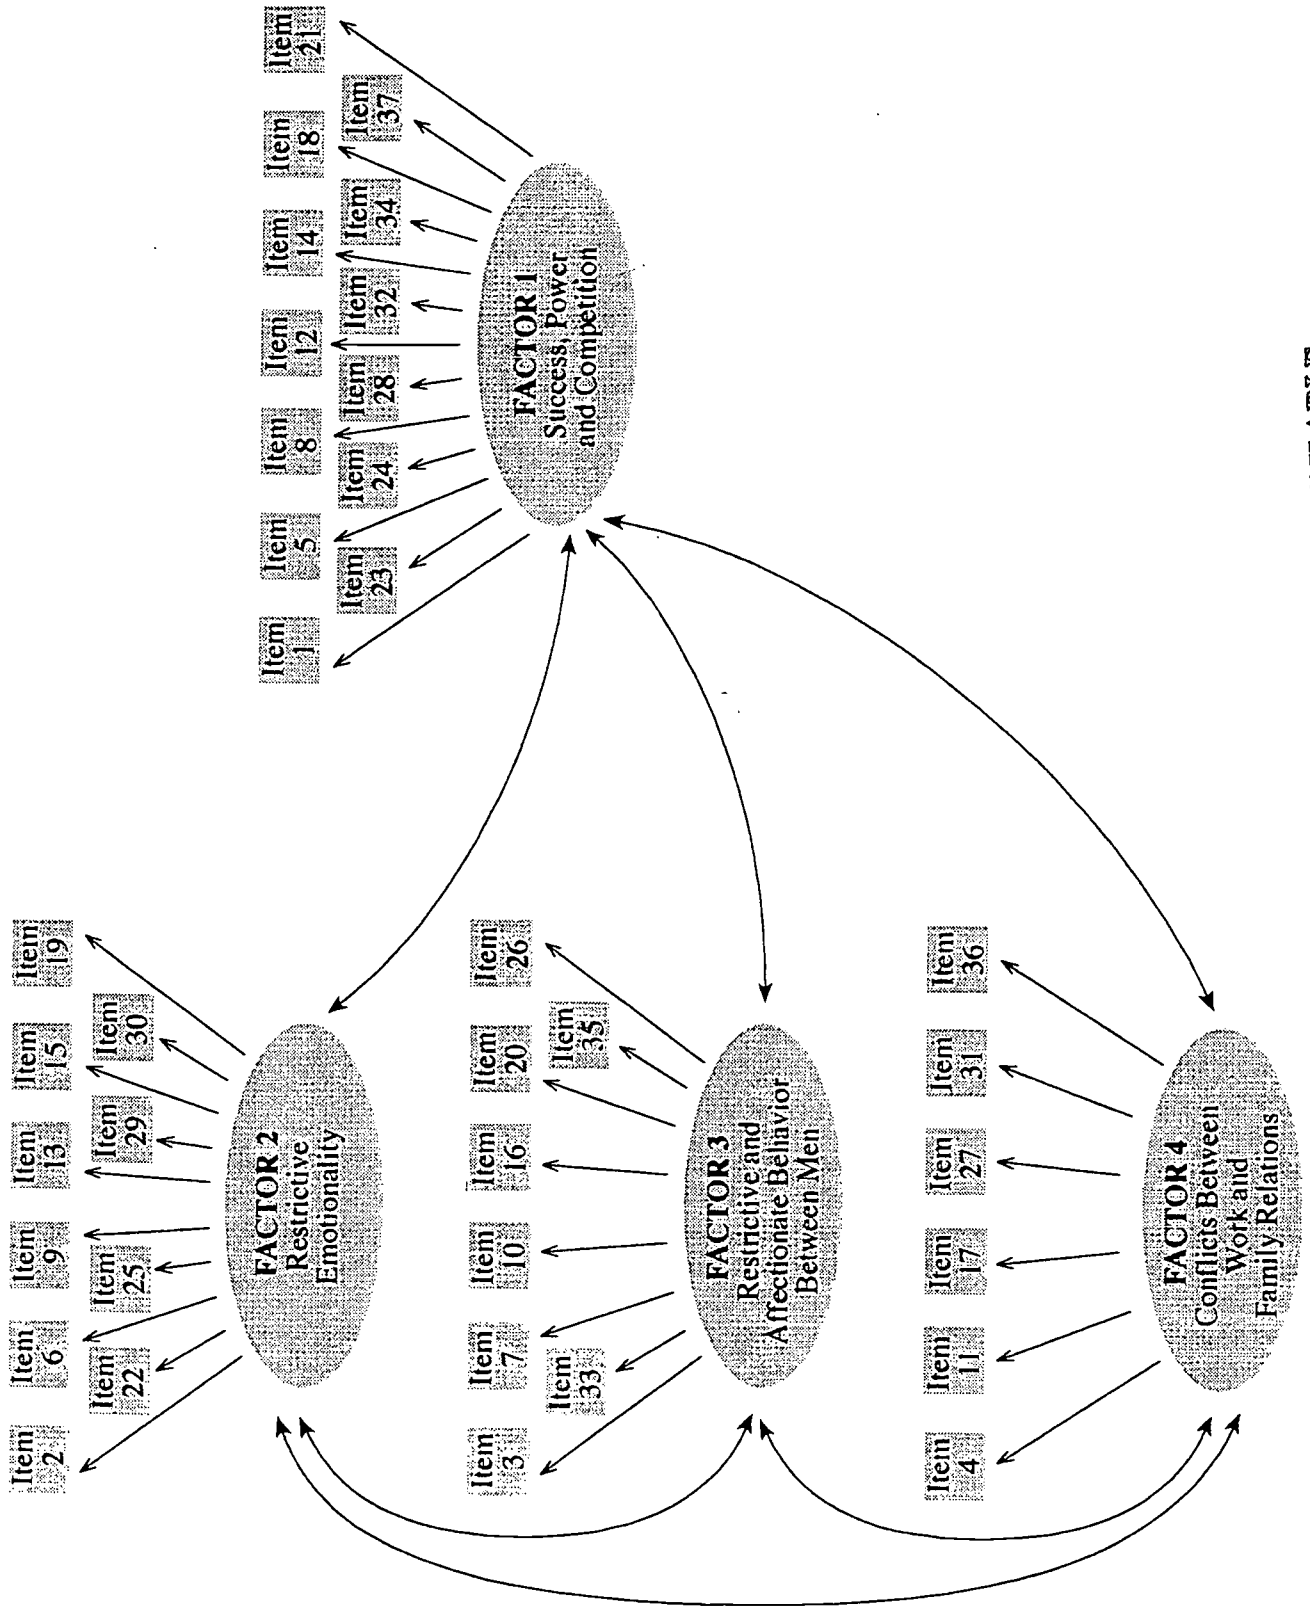 Item
2
Item
6
Item
9
Item
13
Item
15
Item
19
Item
22
Item
25
Item
29
Item
30
FACTOR 2
Restrictive
Emotionality
Item
1
Item
5
Item
8
Item
12
Item
14
Item
18
Item
21
Item
23
Item
24
Item
28
Item
32
Item
34
Item
37
FACTOR 1
Success, Power
and Competition
Item
3
Item
7
Item
10
Item
16
Item
20
Item
26
Item
33
Item
35
FACTOR 3
Restrictive and
Affectionate Behavior
Between Men
Item
4
Item
11
Item
17
Item
27
Item
31
Item
36
FACTOR 4
Conflicts Between
Work and
Family Relations